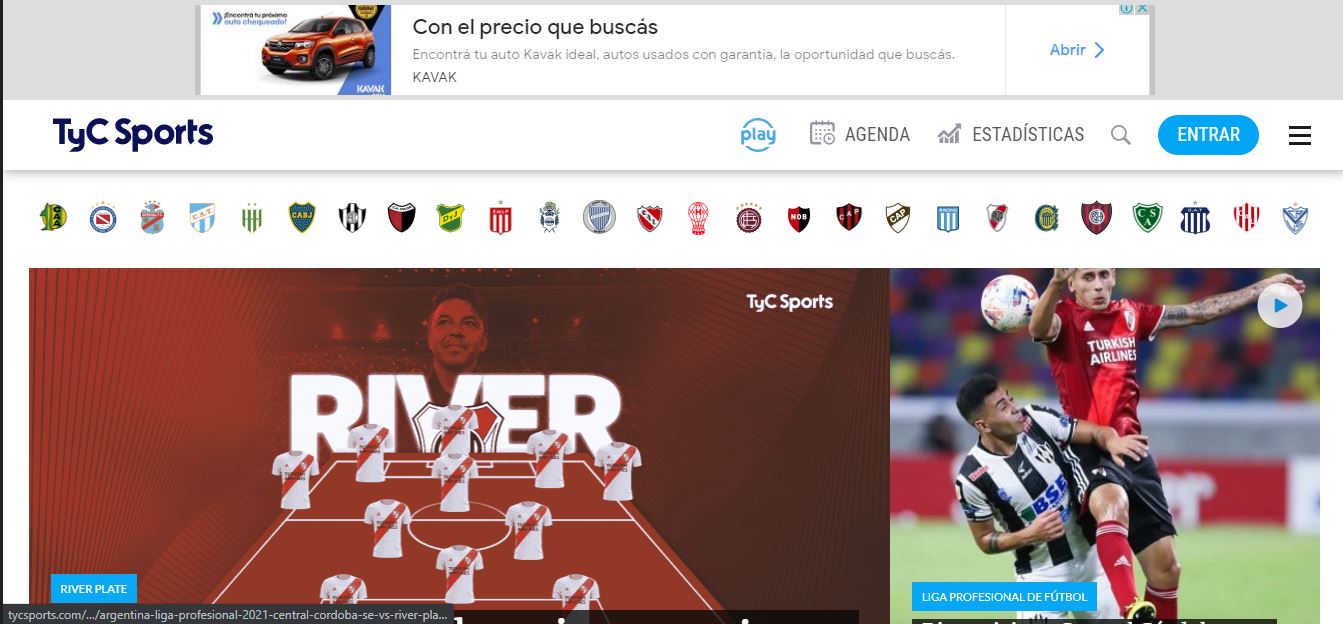 ¡Encontrá tu próximo
auto chequeado!
KAVAK
Con el precio que buscás
Encontrá tu auto Kavak ideal, autos usados con garantía, la oportunidad que buscás.
KAVAK
Abrir
TyC Sports
play
AGENDA
ESTADÍSTICAS
ENTRAR
CABJ
C.A.T.
DyJ
NOB
CAP
CAP
RACING
TyC Sports
RIVER
TURKISH
AIRLINES
BSE
RIVER PLATE
LIGA PROFESIONAL DE FÚTBOL
tycsports.com/.../argentina-liga-profesional-2021-central-cordoba-se-vs-river-pla...